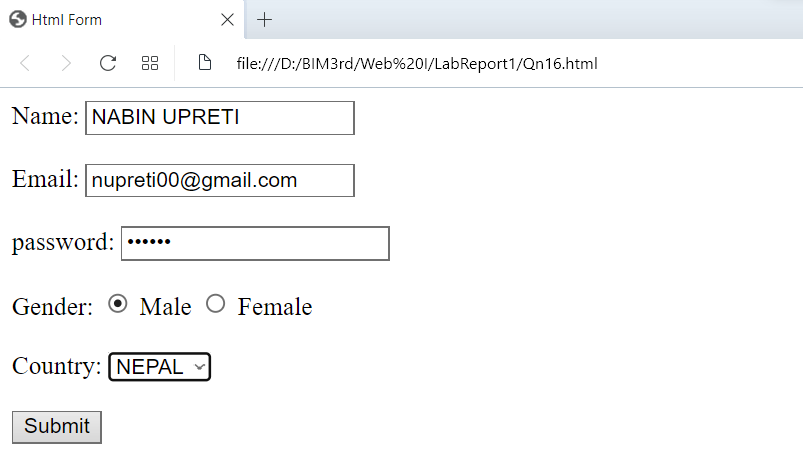 Html Form
file:///D:/BIM3rd/Web%20I/LabReport1/Qn16.html
Name: NABIN UPRETI
Email: nupreti00@gmail.com
password: ••••••
Gender: Male Female
Country: NEPAL
Submit